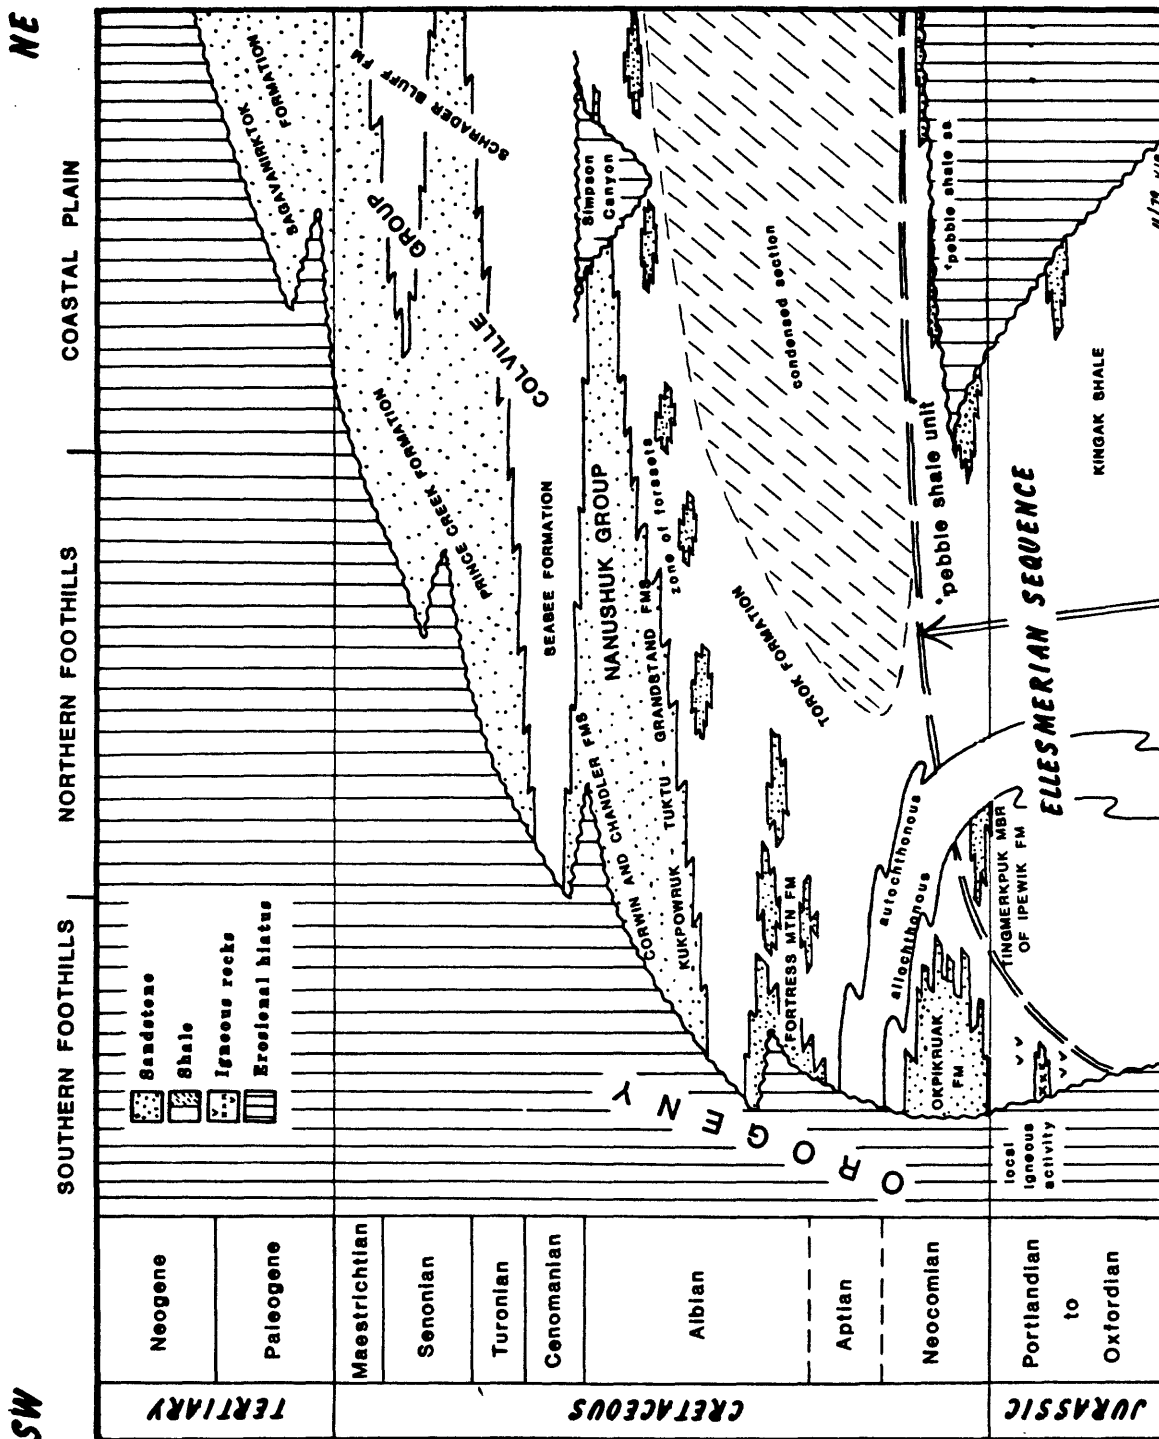 SW
NE
SOUTHERN FOOTHILLS
NORTHERN FOOTHILLS
COASTAL PLAIN
TERTIARY
CRETACEOUS
JURASSIC
Neogene
Paleogene
Maestrichtian
Senonian
Turonian
Cenomanian
Albian
Aptian
Neocomian
Portlandian
to
Oxfordian
Sandstone
Shale
Igneous rocks
Erosional hiatus
SAGAVANIRKTOK
FORMATION
SCHRADER BLUFF FM
COLVILLE GROUP
PRINCE CREEK FORMATION
SEABEE FORMATION
Simpson
Canyon
NANUSHUK GROUP
CORWIN AND CHANDLER FMS
KUKPOWRUK - TUKTU - GRANDSTAND FMS
zone of foresets
TOROK FORMATION
condensed section
FORTRESS MTN FM
OROGENY
autochthonous
allochthonous
OKPIKRUAK
FM
"pebble shale unit
"pebble shale ss
TINGMERKPUK MBR
OF IPEWIK FM
ELLESMERIAN SEQUENCE
KINGAK SHALE
local
igneous
activity